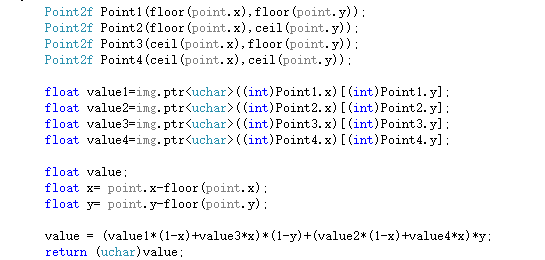 Point2f Point1(floor(point.x),floor(point.y));
Point2f Point2(floor(point.x),ceil(point.y));
Point2f Point3(ceil(point.x),floor(point.y));
Point2f Point4(ceil(point.x),ceil(point.y));
float value1=img.ptr<uchar>((int)Point1.x)[(int)Point1.y];
float value2=img.ptr<uchar>((int)Point2.x)[(int)Point2.y];
float value3=img.ptr<uchar>((int)Point3.x)[(int)Point3.y];
float value4=img.ptr<uchar>((int)Point4.x)[(int)Point4.y];
float value;
float x= point.x-floor(point.x);
float y= point.y-floor(point.y);
value = (value1*(1-x)+value3*x)*(1-y)+(value2*(1-x)+value4*x)*y;
return (uchar)value;